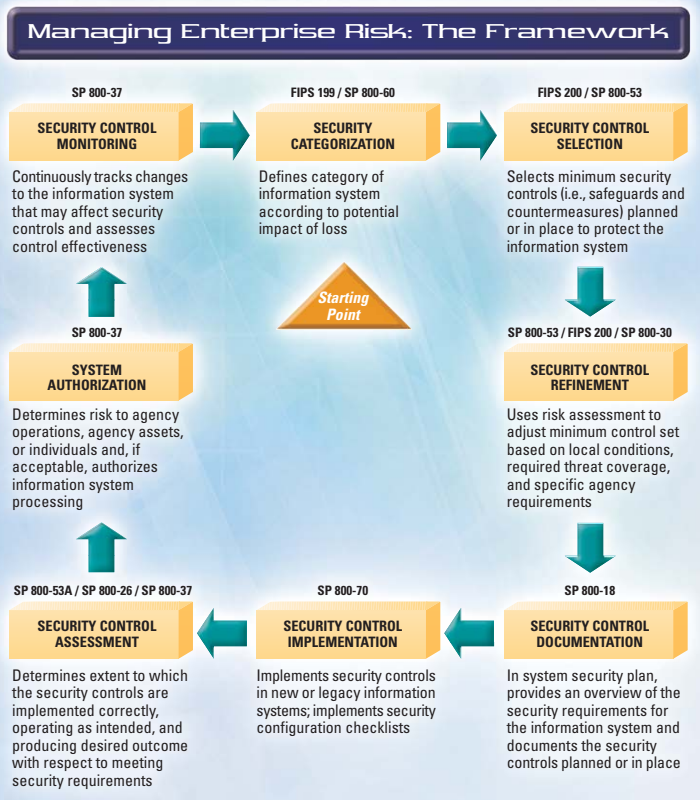 Managing Enterprise Risk: The Framework
SP 800-37
SECURITY CONTROL
MONITORING
Continuously tracks changes
to the information system
that may affect security
controls and assesses
control effectiveness
FIPS 199 / SP 800-60
SECURITY
CATEGORIZATION
Defines category of
information system
according to potential
impact of loss
FIPS 200 / SP 800-53
SECURITY CONTROL
SELECTION
Selects minimum security
controls (i.e., safeguards and
countermeasures) planned
or in place to protect the
information system
Starting
Point
SP 800-37
SYSTEM
AUTHORIZATION
Determines risk to agency
operations, agency assets,
or individuals and, if
acceptable, authorizes
information system
processing
SP 800-53 / FIPS 200 / SP 800-30
SECURITY CONTROL
REFINEMENT
Uses risk assessment to
adjust minimum control set
based on local conditions,
required threat coverage,
and specific agency
requirements
SP 800-53A / SP 800-26 / SP 800-37
SECURITY CONTROL
ASSESSMENT
Determines extent to which
the security controls are
implemented correctly,
operating as intended, and
producing desired outcome
with respect to meeting
security requirements
SP 800-70
SECURITY CONTROL
IMPLEMENTATION
Implements security controls
in new or legacy information
systems; implements security
configuration checklists
SP 800-18
SECURITY CONTROL
DOCUMENTATION
In system security plan,
provides an overview of the
security requirements for
the information system and
documents the security
controls planned or in place